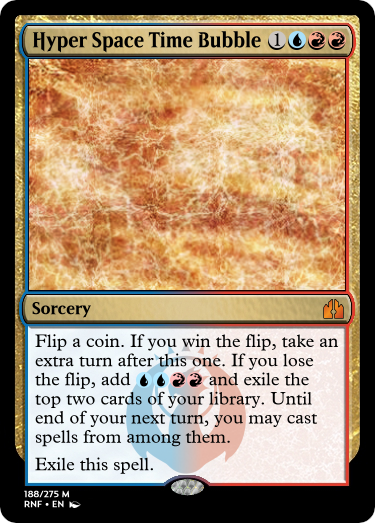 Hyper Space Time Bubble 1
Sorcery
Flip a coin. If you win the flip, take an
extra turn after this one. If you lose
the flip, add and exile the
top two cards of your library. Until
end of your next turn, you may cast
spells from among them.
Exile this spell.
188/275 M
RNF • EN